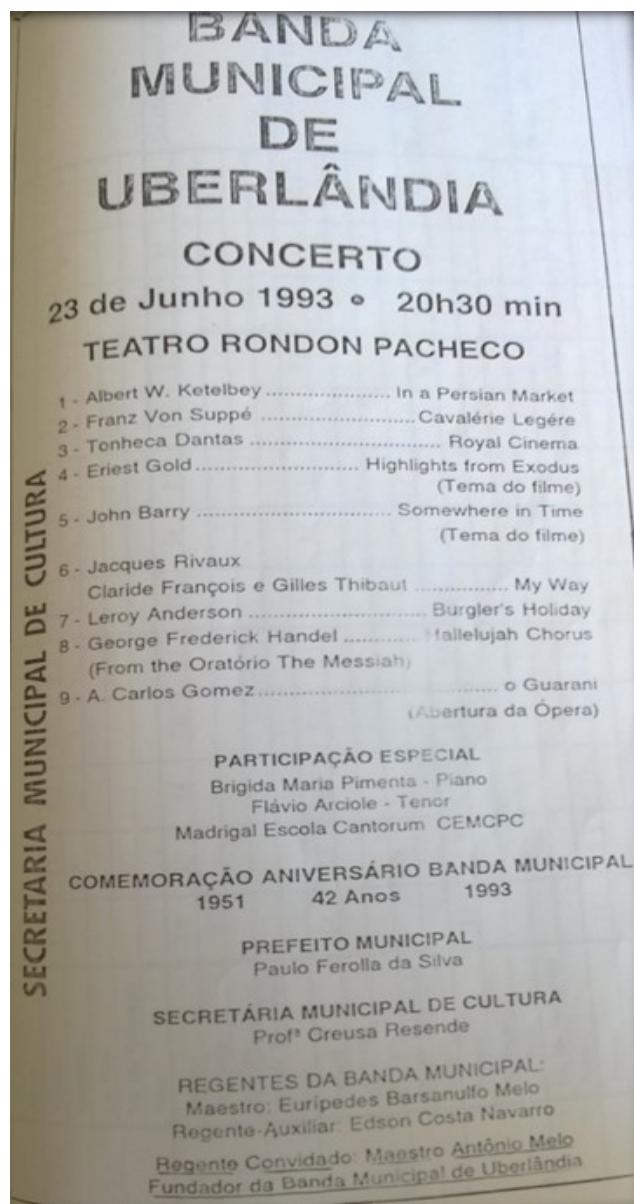 BANDA
MUNICIPAL
DE
UBERLÂNDIA
CONCERTO
23 de Junho 1993 • 20h30 min
TEATRO RONDON PACHECO
1 - Albert W. Ketelbey ..................... In a Persian Market
2 - Franz Von Suppé .......................... Cavalérie Legére
3 - Tonheca Dantas ................................ Royal Cinema
4 - Eriest Gold ........................... Highlights from Exodus
(Tema do filme)
5 - John Barry ................................ Somewhere in Time
(Tema do filme)
6 - Jacques Rivaux
Claride François e Gilles Thibaut ................ My Way
7 - Leroy Anderson ............................. Burgler's Holiday
8 - George Frederick Handel ............ Hallelujah Chorus
(From the Oratório The Messiah)
9 - A. Carlos Gomez ........................................ o Guarani
(Abertura da Ópera)
PARTICIPAÇÃO ESPECIAL
Brigida Maria Pimenta - Piano
Flávio Arciole - Tenor
Madrigal Escola Cantorum CEMCPC
COMEMORAÇÃO ANIVERSÁRIO BANDA MUNICIPAL
1951 42 Anos 1993
PREFEITO MUNICIPAL
Paulo Ferolla da Silva
SECRETÁRIA MUNICIPAL DE CULTURA
Profª Creusa Resende
REGENTES DA BANDA MUNICIPAL:
Maestro: Eurípedes Barsanulfo Melo
Regente-Auxiliar: Edson Costa Navarro
Regente Convidado: Maestro Antônio Melo
Fundador da Banda Municipal de Uberlândia
SECRETARIA MUNICIPAL DE CULTURA